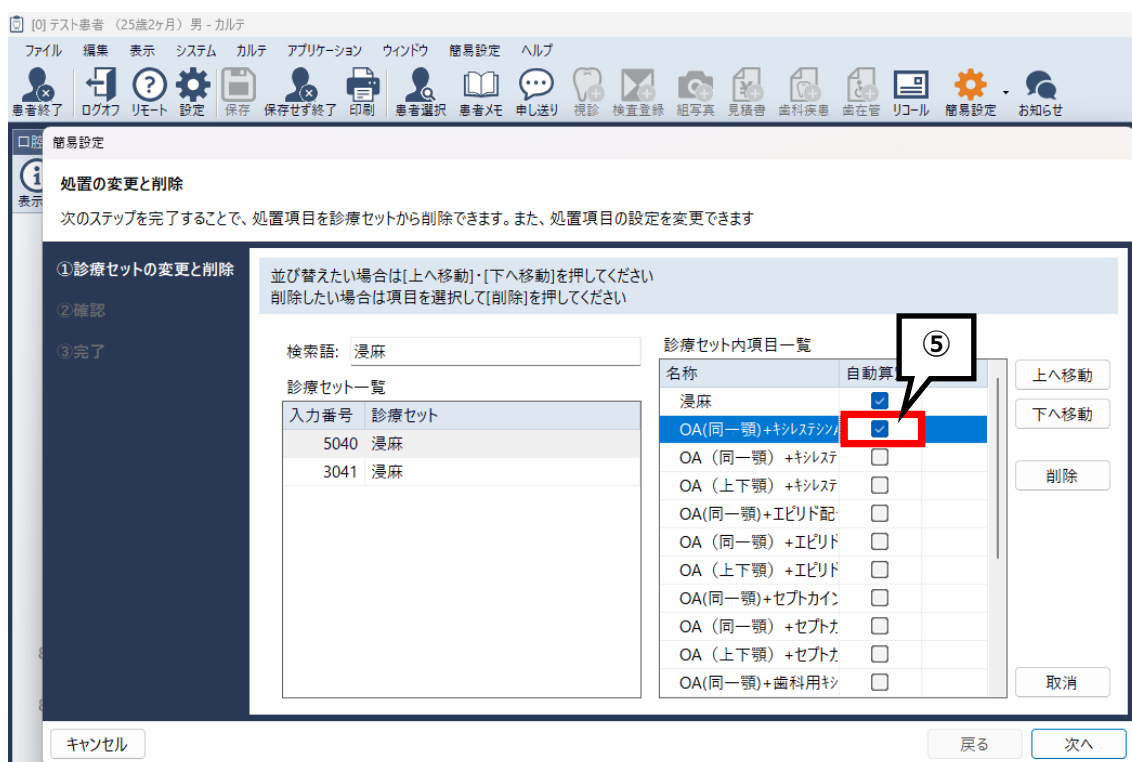 [0] テスト患者 （25歳2ヶ月）男 - カルテ
ファイル 編集 表示 システム カルテ アプリケーション ウィンドウ 簡易設定 ヘルプ
患者終了 ログオフ リモート 設定 保存 保存せず終了 印刷 患者選択 患者メモ 申し送り 視診 検査登録 組写真 見積書 歯科疾患 歯在管 リコール 簡易設定 お知らせ
口腔
簡易設定
表示
処置の変更と削除
次のステップを完了することで、処置項目を診療セットから削除できます。また、処置項目の設定を変更できます
①診療セットの変更と削除
②確認
③完了
並び替えたい場合は[上へ移動]・[下へ移動]を押してください
削除したい場合は項目を選択して[削除]を押してください
検索語: 浸麻
診療セット一覧
入力番号 診療セット
5040 浸麻
3041 浸麻
診療セット内項目一覧
⑤
名称 自動算
浸麻
OA(同一顎)+ｷｼﾚｽﾃｼﾝA
OA（同一顎）+ｷｼﾚｽﾃ
OA（上下顎）+ｷｼﾚｽﾃ
OA(同一顎)+エピリド配
OA（同一顎）+エピリド
OA（上下顎）+エピリド
OA(同一顎)+セプトカイン
OA（同一顎）+セプトカ
OA（上下顎）+セプトカ
OA(同一顎)+歯科用ｷｼ
上へ移動
下へ移動
削除
取消
キャンセル 戻る 次へ